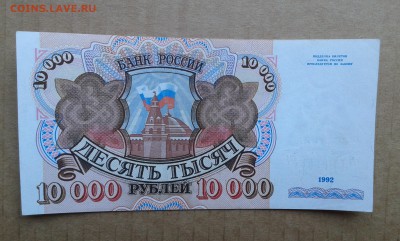 COINS.LAVE.RU
10 000
БАНК РОССИИ
10 000
ПОДДЕЛКА БИЛЕТОВ
БАНКА РОССИИ
ПРЕСЛЕДУЕТСЯ ПО ЗАКОНУ
ДЕСЯТЬ ТЫСЯЧ
10 000 РУБЛЕЙ 10 000
1992